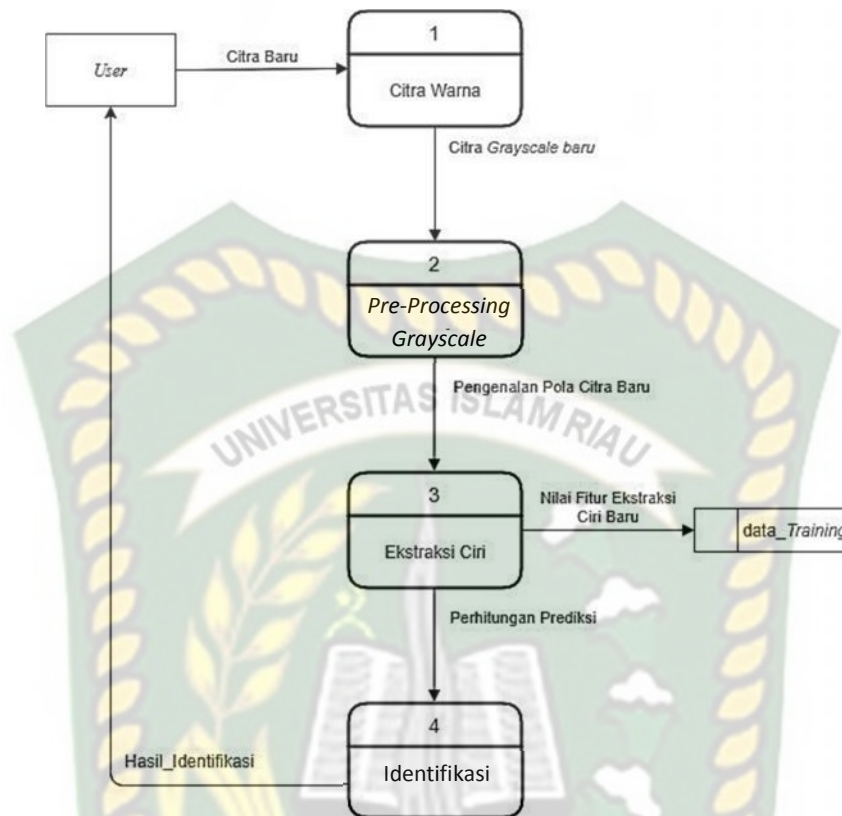 User
Citra Baru
1
Citra Warna
Citra Grayscale baru
2
Pre-Processing
Grayscale
Pengenalan Pola Citra Baru
UNIVERSITAS ISLAM RIAU
3
Ekstraksi Ciri
Nilai Fitur Ekstraksi
Ciri Baru
data_Training
Perhitungan Prediksi
4
Identifikasi
Hasil_Identifikasi